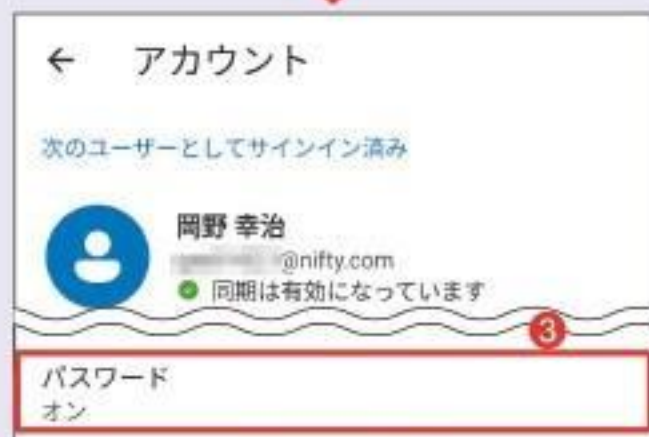 ← アカウント
次のユーザーとしてサインイン済み
岡野 幸治
@nifty.com
同期は有効になっています
3
パスワード
オン